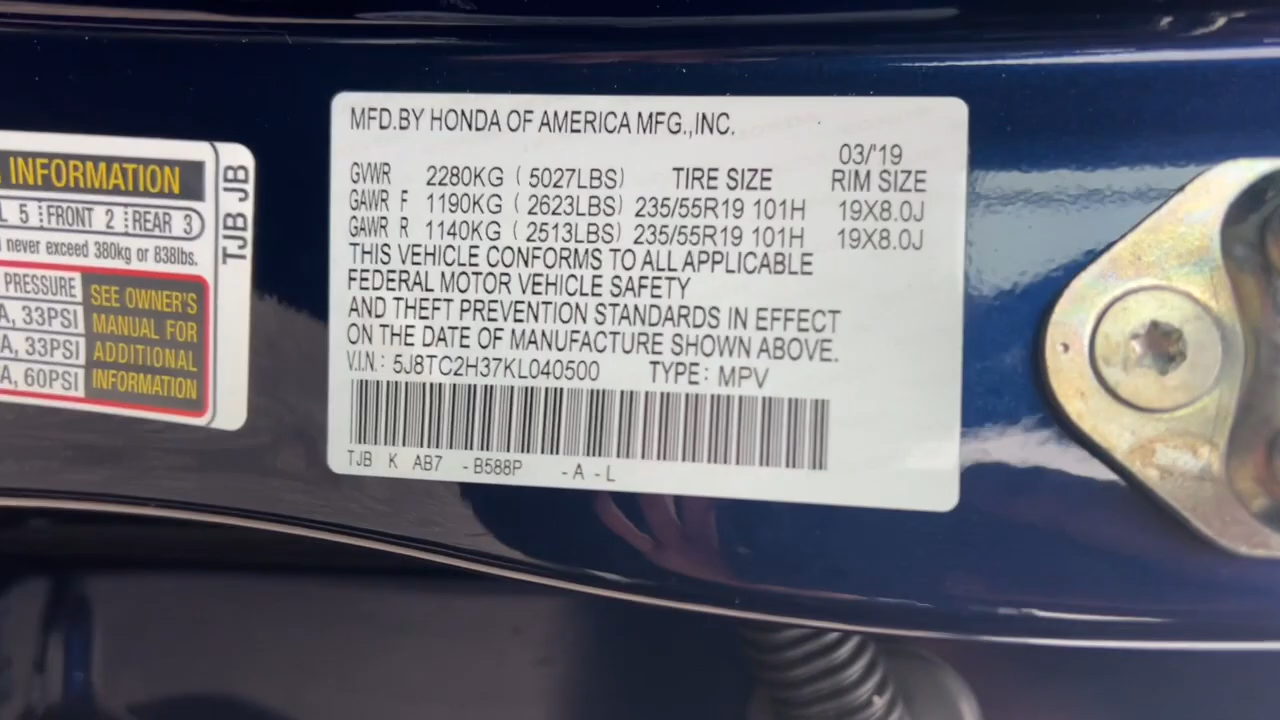 INFORMATION
L 5 FRONT 2 REAR 3
never exceed 380kg or 838lbs.
PRESSURE
A, 33PSI
A, 33PSI
A, 60PSI
SEE OWNER'S
MANUAL FOR
ADDITIONAL
INFORMATION
TJB JB
MFD.BY HONDA OF AMERICA MFG.,INC.
03/'19
GVWR 2280KG (5027LBS) TIRE SIZE RIM SIZE
GAWR F 1190KG (2623LBS) 235/55R19 101H 19X8.0J
GAWR R 1140KG (2513LBS) 235/55R19 101H 19X8.0J
THIS VEHICLE CONFORMS TO ALL APPLICABLE
FEDERAL MOTOR VEHICLE SAFETY
AND THEFT PREVENTION STANDARDS IN EFFECT
ON THE DATE OF MANUFACTURE SHOWN ABOVE.
V.I.N.: 5J8TC2H37KL040500 TYPE: MPV
TJB K AB7 -B588P -A-L